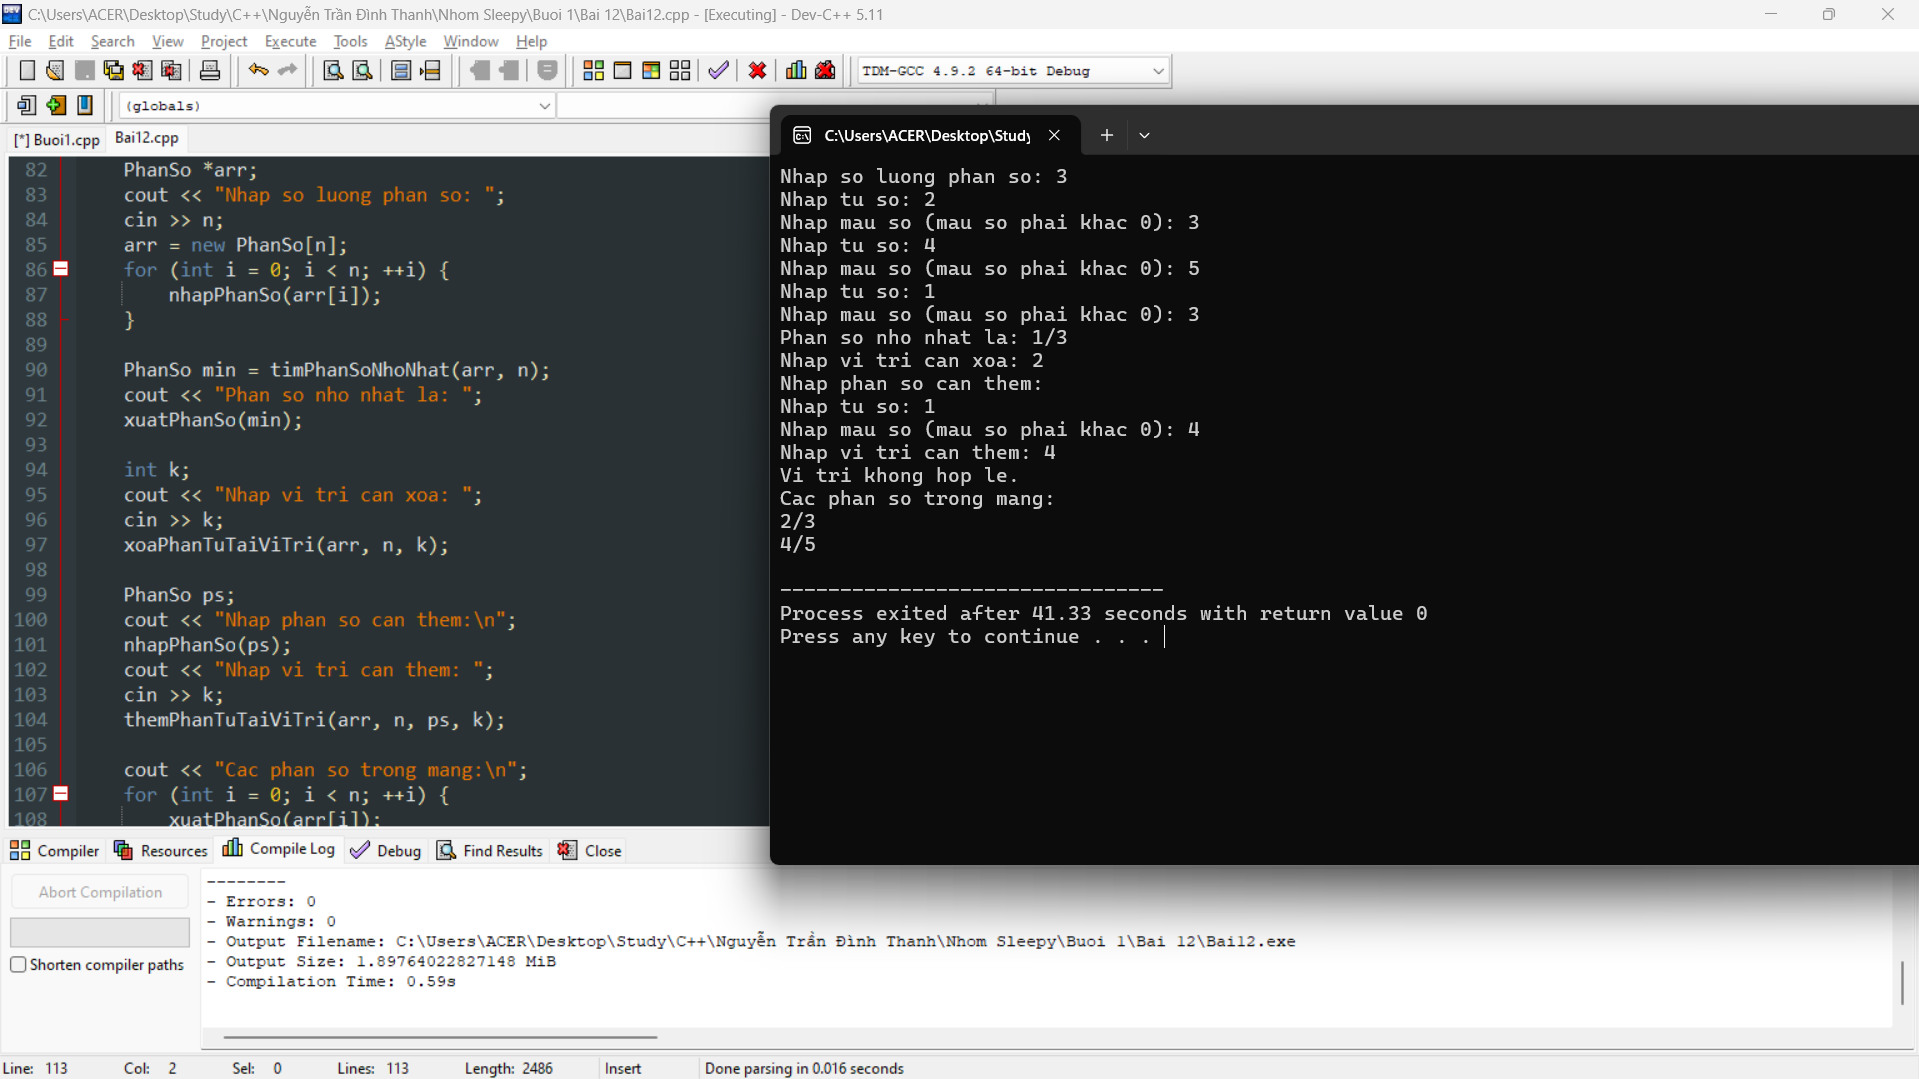 C:\Users\ACER\Desktop\Study\C++\Nguyễn Trần Đình Thanh\Nhom Sleepy\Buoi 1\Bai 12\Bai12.cpp - [Executing] - Dev-C++ 5.11
File Edit Search View Project Execute Tools AStyle Window Help
TDM-GCC 4.9.2 64-bit Debug
(globals)
[*] Buoi1.cpp Bai12.cpp
82 PhanSo *arr;
83 cout << "Nhap so luong phan so: ";
84 cin >> n;
85 arr = new PhanSo[n];
86 for (int i = 0; i < n; ++i) {
87 nhapPhanSo(arr[i]);
88 }
89
90 PhanSo min = timPhanSoNhoNhat(arr, n);
91 cout << "Phan so nho nhat la: ";
92 xuatPhanSo(min);
93
94 int k;
95 cout << "Nhap vi tri can xoa: ";
96 cin >> k;
97 xoaPhanTuTaiViTri(arr, n, k);
98
99 PhanSo ps;
100 cout << "Nhap phan so can them:\n";
101 nhapPhanSo(ps);
102 cout << "Nhap vi tri can them: ";
103 cin >> k;
104 themPhanTuTaiViTri(arr, n, ps, k);
105
106 cout << "Cac phan so trong mang:\n";
107 for (int i = 0; i < n; ++i) {
108 xuatPhanSo(arr[i]);
C:\Users\ACER\Desktop\Study
Nhap so luong phan so: 3
Nhap tu so: 2
Nhap mau so (mau so phai khac 0): 3
Nhap tu so: 4
Nhap mau so (mau so phai khac 0): 5
Nhap tu so: 1
Nhap mau so (mau so phai khac 0): 3
Phan so nho nhat la: 1/3
Nhap vi tri can xoa: 2
Nhap phan so can them:
Nhap tu so: 1
Nhap mau so (mau so phai khac 0): 4
Nhap vi tri can them: 4
Vi tri khong hop le.
Cac phan so trong mang:
2/3
4/5
--------------------------------
Process exited after 41.33 seconds with return value 0
Press any key to continue . . .
Compiler Resources Compile Log Debug Find Results Close
Abort Compilation
Shorten compiler paths
--------
- Errors: 0
- Warnings: 0
- Output Filename: C:\Users\ACER\Desktop\Study\C++\Nguyễn Trần Đình Thanh\Nhom Sleepy\Buoi 1\Bai 12\Bai12.exe
- Output Size: 1.89764022827148 MiB
- Compilation Time: 0.59s
Line: 113 Col: 2 Sel: 0 Lines: 113 Length: 2486 Insert Done parsing in 0.016 seconds